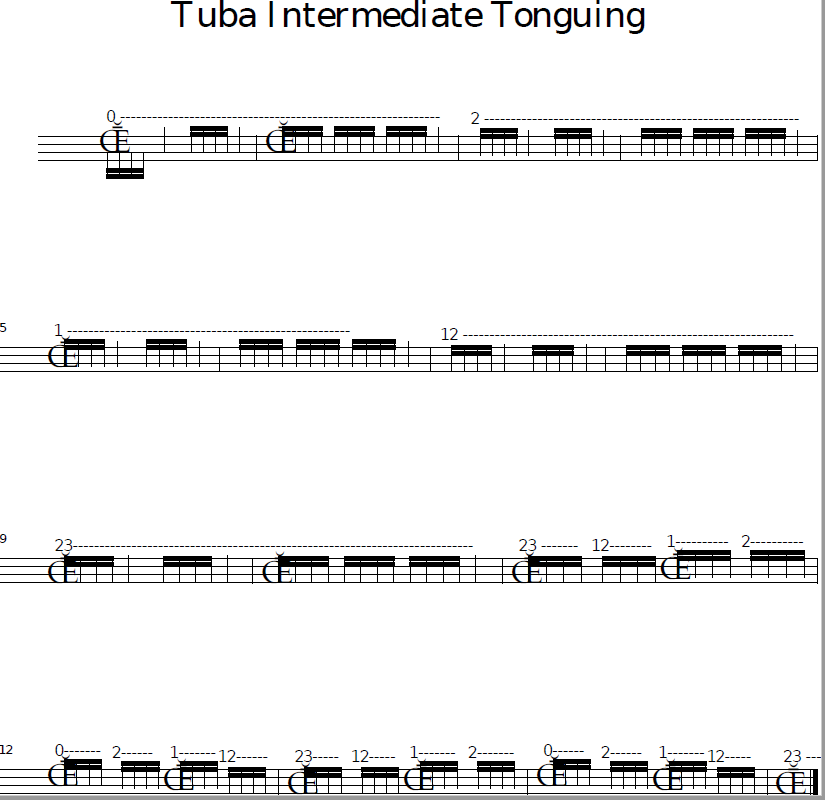 Tuba Intermediate Tonguing
0 ------------------------------ 2 ------------------------------
Œ Œ
5
1 ------------------------------ 12 ------------------------------
Œ
9
23------------------------------ 23 ------- 12-------- 1---------- 2----------
Œ Œ Œ Œ
12
0------- 2------ 1------- 12------ 23----- 12----- 1------- 2------- 0------ 2------ 1------- 12----- 23 ---
Œ Œ Œ Œ Œ Œ Œ